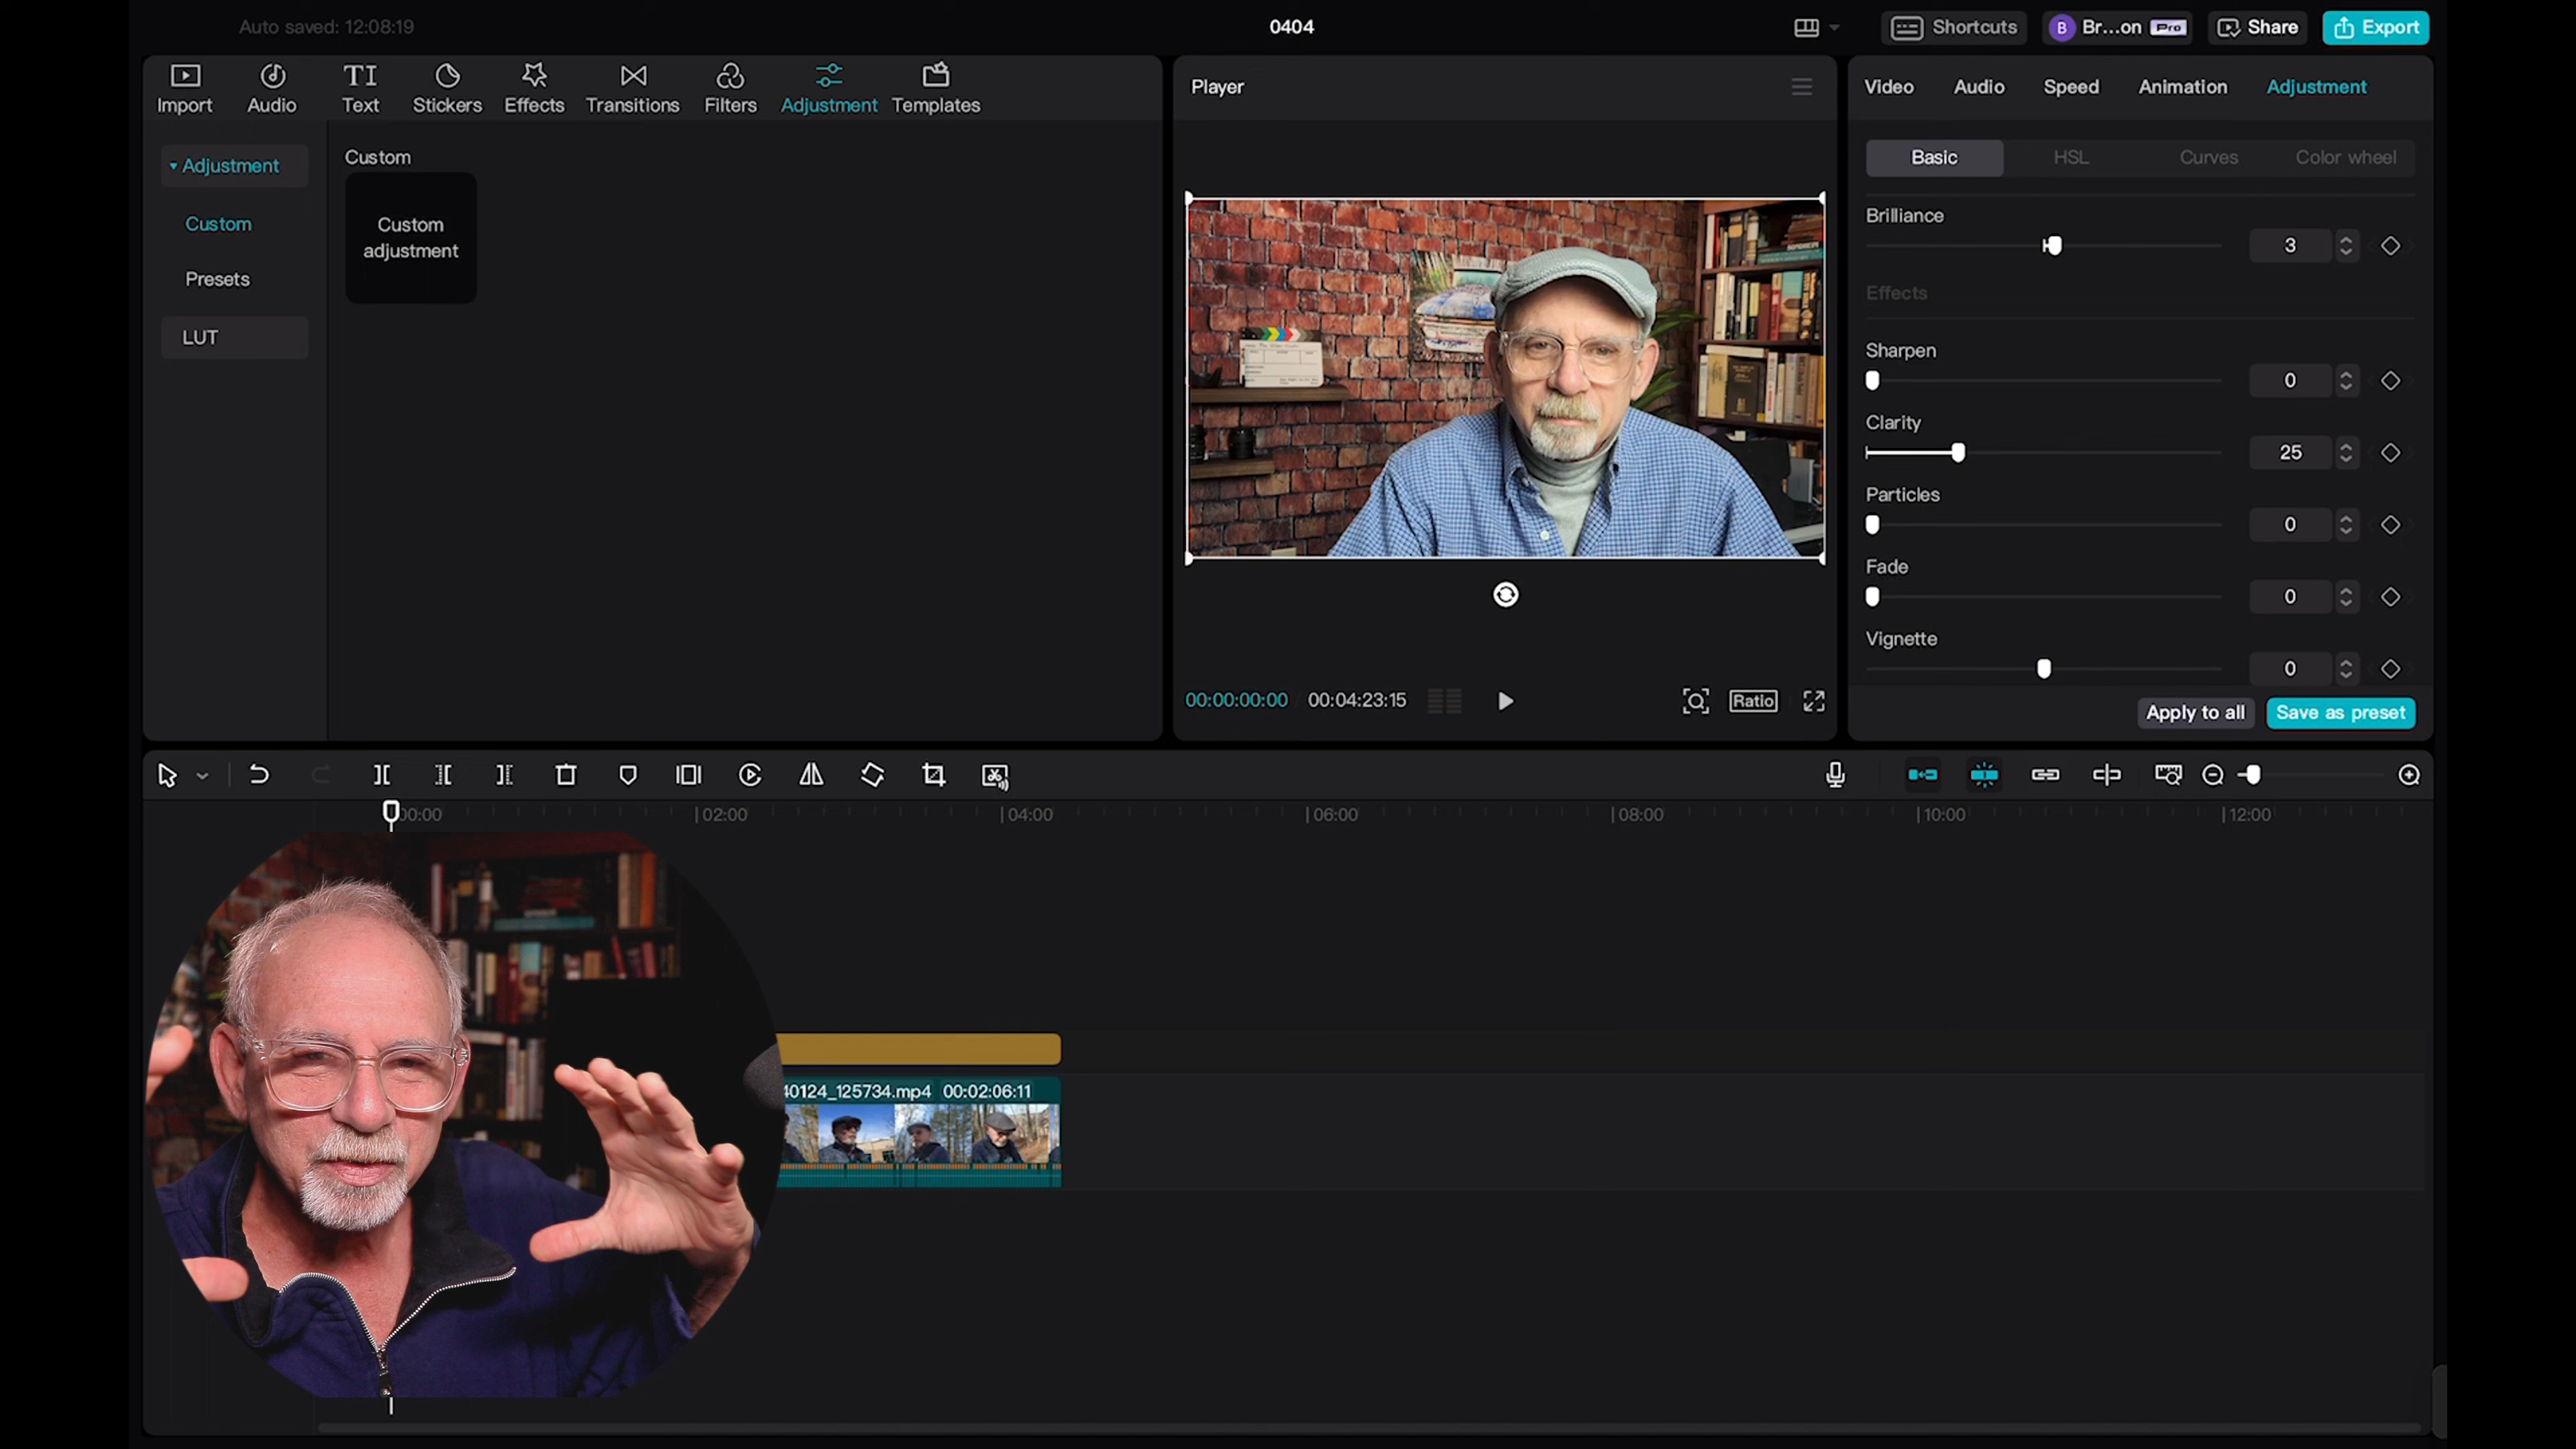 Auto saved: 12:08:19
0404
Shortcuts
B
Br...on
Pro
Share
Export
Import
Audio
Text
Stickers
Effects
Transitions
Filters
Adjustment
Templates
Adjustment
Custom
Presets
LUT
Custom
Custom
adjustment
Player
00:00:00:00
00:04:23:15
Ratio
Video
Audio
Speed
Animation
Adjustment
Basic
HSL
Curves
Color wheel
Brilliance
3
Effects
Sharpen
0
Clarity
25
Particles
0
Fade
0
Vignette
0
Apply to all
Save as preset
00:00
02:00
04:00
06:00
08:00
10:00
12:00
40124_125734.mp4 00:02:06:11